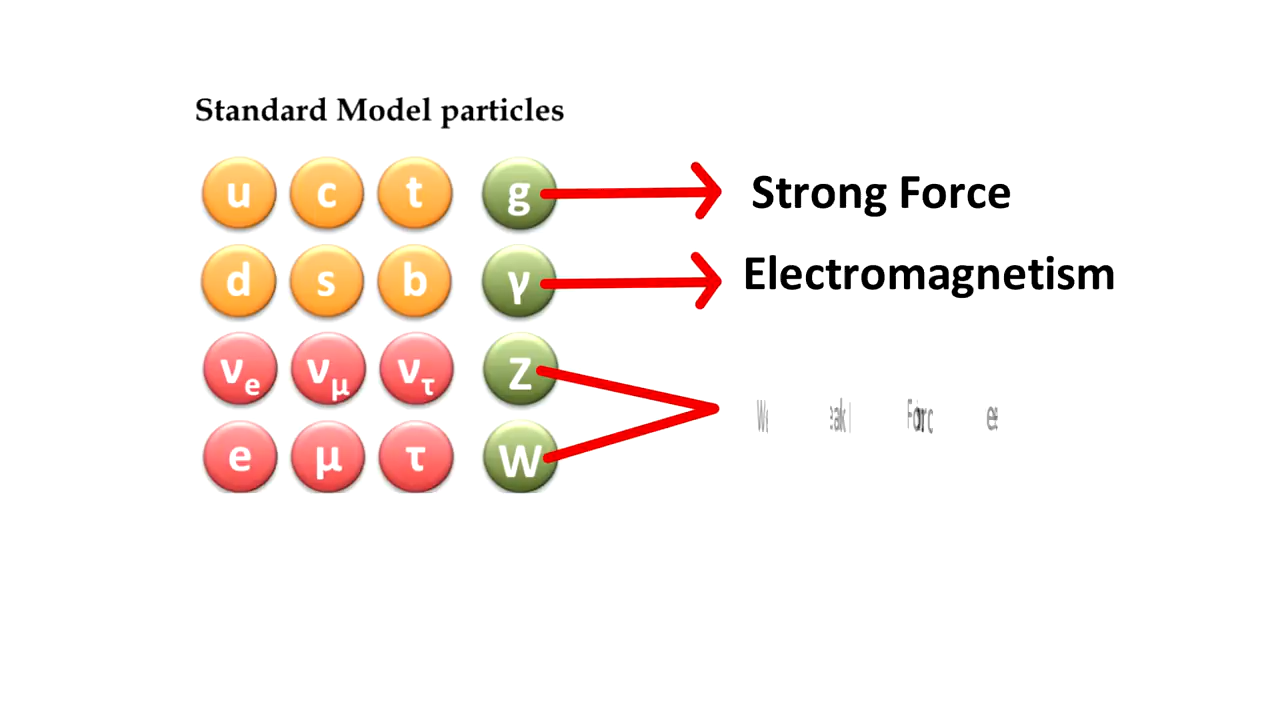 Standard Model particles
u c t g Strong Force
d s b γ Electromagnetism
νe νμ ντ Z
e μ τ W